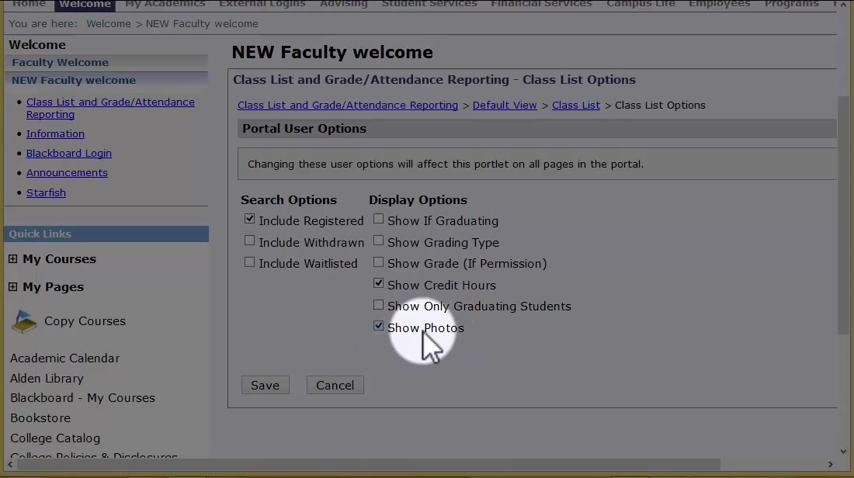 Home Welcome My Academics External Logins Advising Student Services Financial Services Campus Life Employees Programs
You are here: Welcome > NEW Faculty welcome
Welcome
Faculty Welcome
NEW Faculty welcome
Class List and Grade/Attendance
Reporting
Information
Blackboard Login
Announcements
Starfish
Quick Links
My Courses
My Pages
Copy Courses
Academic Calendar
Alden Library
Blackboard - My Courses
Bookstore
College Catalog
College Policies & Disclosures
NEW Faculty welcome
Class List and Grade/Attendance Reporting - Class List Options
Class List and Grade/Attendance Reporting > Default View > Class List > Class List Options
Portal User Options
Changing these user options will affect this portlet on all pages in the portal.
Search Options
Include Registered
Include Withdrawn
Include Waitlisted
Display Options
Show If Graduating
Show Grading Type
Show Grade (If Permission)
Show Credit Hours
Show Only Graduating Students
Show Photos
Save Cancel